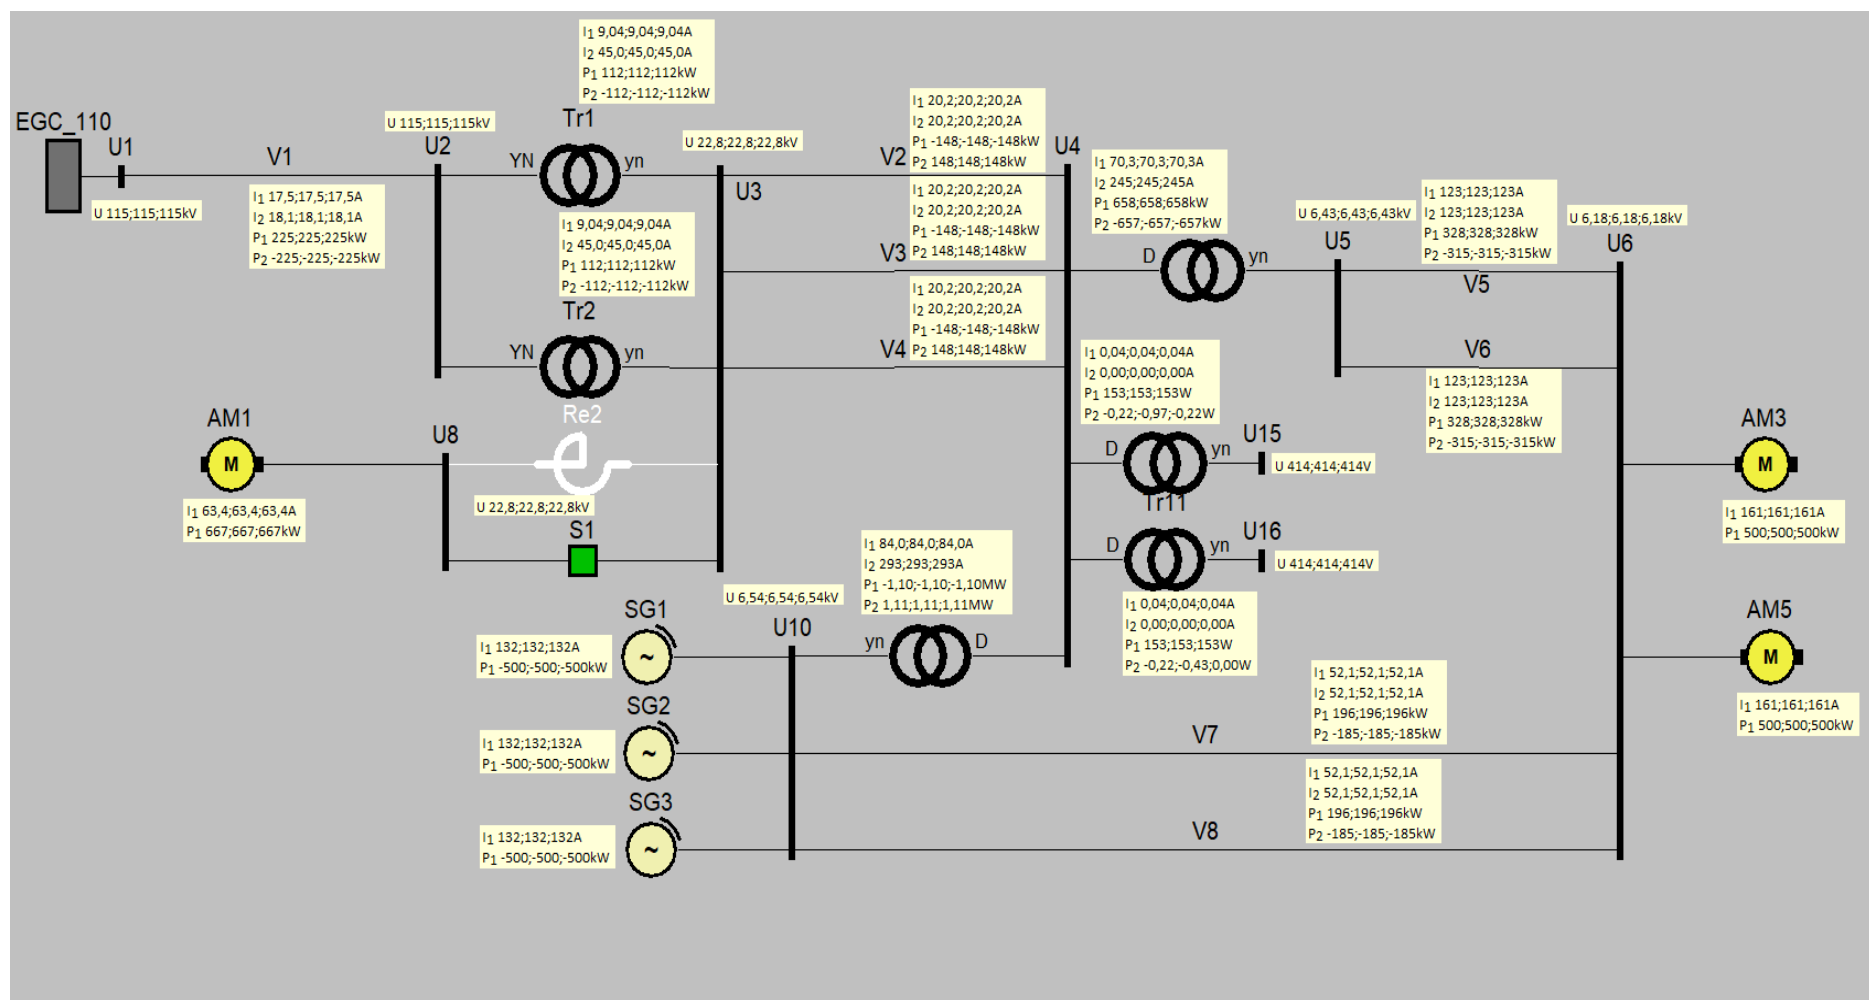 I1 9,04;9,04;9,04A
I2 45,0;45,0;45,0A
P1 112;112;112kW
P2 -112;-112;-112kW
Tr1
EGC_110
U1
U 115;115;115kV
V1
I1 17,5;17,5;17,5A
I2 18,1;18,1;18,1A
P1 225;225;225kW
P2 -225;-225;-225kW
U 115;115;115kV
U2
YN
yn
I1 9,04;9,04;9,04A
I2 45,0;45,0;45,0A
P1 112;112;112kW
P2 -112;-112;-112kW
Tr2
YN
yn
U 22,8;22,8;22,8kV
U3
I1 20,2;20,2;20,2A
I2 20,2;20,2;20,2A
P1 -148;-148;-148kW
P2 148;148;148kW
V2
I1 20,2;20,2;20,2A
I2 20,2;20,2;20,2A
P1 -148;-148;-148kW
P2 148;148;148kW
V3
I1 20,2;20,2;20,2A
I2 20,2;20,2;20,2A
P1 -148;-148;-148kW
P2 148;148;148kW
V4
U4
I1 70,3;70,3;70,3A
I2 245;245;245A
P1 658;658;658kW
P2 -657;-657;-657kW
D
yn
U 6,43;6,43;6,43kV
U5
I1 123;123;123A
I2 123;123;123A
P1 328;328;328kW
P2 -315;-315;-315kW
V5
U 6,18;6,18;6,18kV
U6
V6
I1 123;123;123A
I2 123;123;123A
P1 328;328;328kW
P2 -315;-315;-315kW
I1 0,04;0,04;0,04A
I2 0,00;0,00;0,00A
P1 153;153;153W
P2 -0,22;-0,97;-0,22W
D
yn
U15
U 414;414;414V
Tr11
D
yn
U16
U 414;414;414V
I1 0,04;0,04;0,04A
I2 0,00;0,00;0,00A
P1 153;153;153W
P2 -0,22;-0,43;0,00W
AM1
M
I1 63,4;63,4;63,4A
P1 667;667;667kW
U8
Re2
U 22,8;22,8;22,8kV
S1
AM3
M
I1 161;161;161A
P1 500;500;500kW
AM5
M
I1 161;161;161A
P1 500;500;500kW
U 6,54;6,54;6,54kV
U10
I1 84,0;84,0;84,0A
I2 293;293;293A
P1 -1,10;-1,10;-1,10MW
P2 1,11;1,11;1,11MW
yn
D
SG1
~
I1 132;132;132A
P1 -500;-500;-500kW
SG2
~
I1 132;132;132A
P1 -500;-500;-500kW
SG3
~
I1 132;132;132A
P1 -500;-500;-500kW
I1 52,1;52,1;52,1A
I2 52,1;52,1;52,1A
P1 196;196;196kW
P2 -185;-185;-185kW
V7
I1 52,1;52,1;52,1A
I2 52,1;52,1;52,1A
P1 196;196;196kW
P2 -185;-185;-185kW
V8